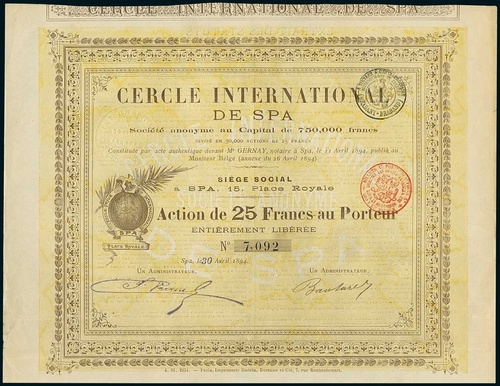 CERCLE INTERNATIONAL DE SPA
CERCLE INTERNATIONAL
DE SPA
Société anonyme au Capital de 750,000 francs
DIVISÉ EN 30,000 ACTIONS DE 25 FRANCS
Constituée par acte authentique devant Me GERNAY, notaire à Spa, le 11 Avril 1894, publié au
Moniteur Belge (annexe du 26 Avril 1894)
SIÈGE SOCIAL
à SPA, 15, Place Royale
Action de 25 Francs au Porteur
ENTIÈREMENT LIBÉRÉE
No 7,092
SPA
PLACE ROYALE
Spa, le 30 Avril 1894.
UN ADMINISTRATEUR,
UN ADMINISTRATEUR,